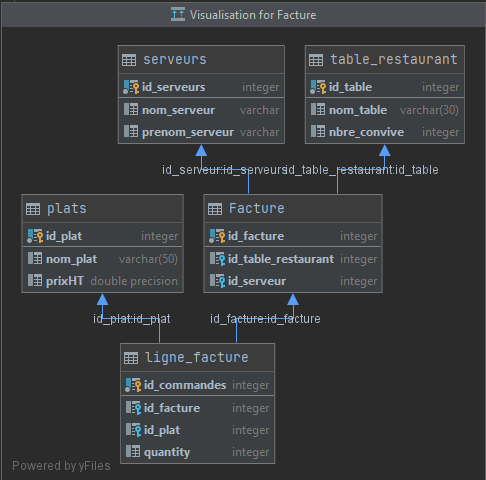 Visualisation for Facture
serveurs
id_serveurs integer
nom_serveur varchar
prenom_serveur varchar
table_restaurant
id_table integer
nom_table varchar(30)
nbre_convive integer
id_serveur:id_serveurs
id_table_restaurant:id_table
plats
id_plat integer
nom_plat varchar(50)
prixHT double precision
Facture
id_facture integer
id_table_restaurant integer
id_serveur integer
id_plat:id_plat
id_facture:id_facture
ligne_facture
id_commandes integer
id_facture integer
id_plat integer
quantity integer
Powered by yFiles